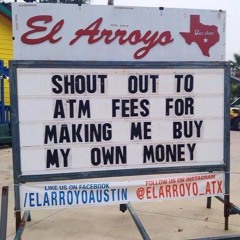 El Arroyo
SHOUT OUT TO
ATM FEES FOR
MAKING ME BUY
MY OWN MONEY
LIKE US ON FACEBOOK
/ELARROYOAUSTIN
FOLLOW US ON INSTAGRAM
@ELARROYO_ATX